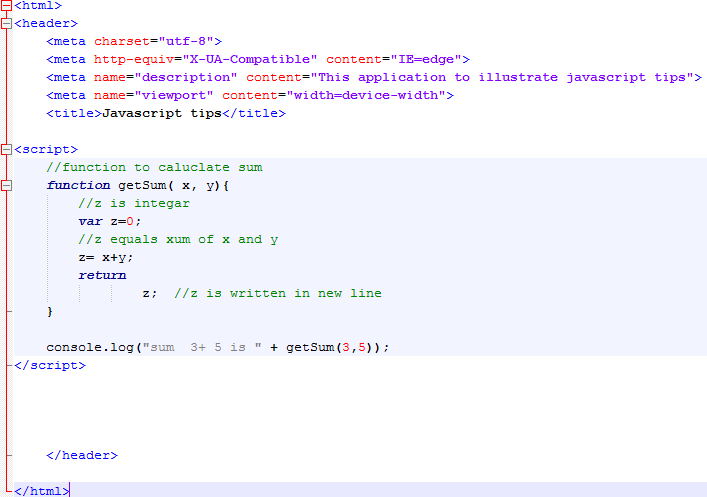 <html>
<header>
<meta charset="utf-8">
<meta http-equiv="X-UA-Compatible" content="IE=edge">
<meta name="description" content="This application to illustrate javascript tips">
<meta name="viewport" content="width=device-width">
<title>Javascript tips</title>
<script>
//function to caluclate sum
function getSum( x, y){
//z is integar
var z=0;
//z equals xum of x and y
z= x+y;
return
z;  //z is written in new line
}
console.log("sum  3+ 5 is " + getSum(3,5));
</script>
</header>
</html>